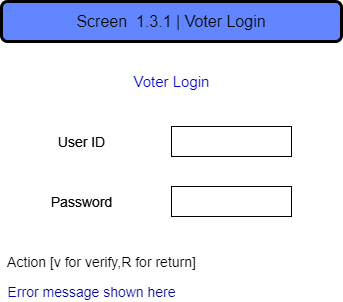 Screen 1.3.1 | Voter Login
Voter Login
User ID
Password
Action [v for verify,R for return]
Error message shown here